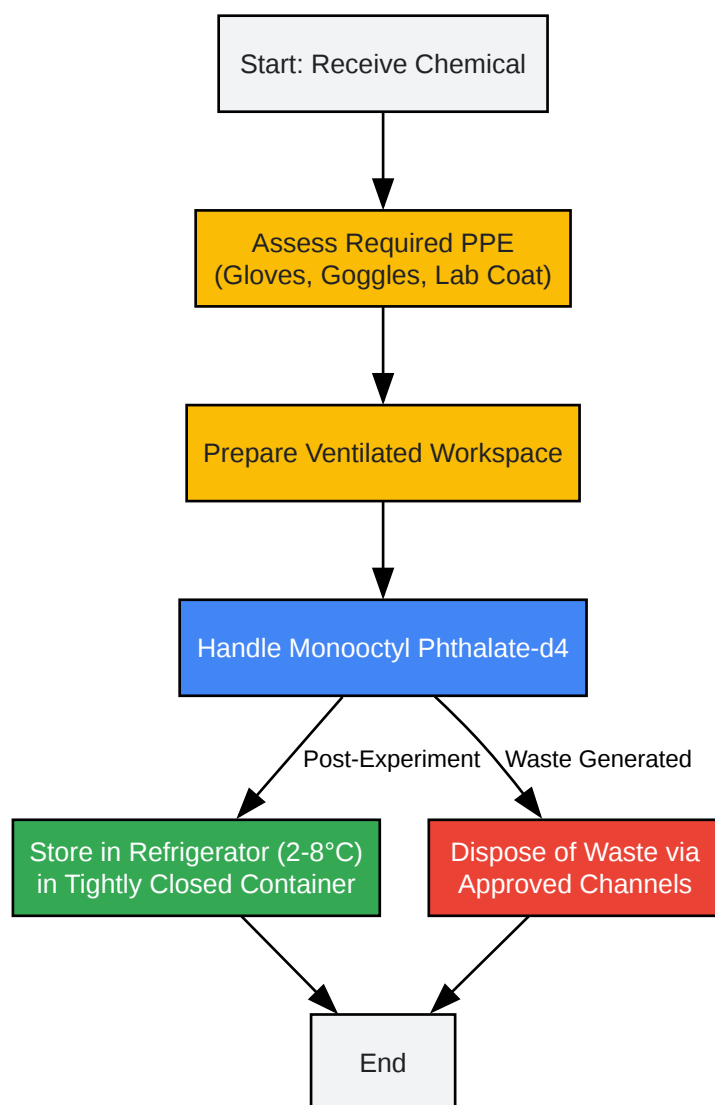 Start: Receive Chemical
Assess Required PPE
(Gloves, Goggles, Lab Coat)
Prepare Ventilated Workspace
Handle Monooctyl Phthalate-d4
Post-Experiment
Waste Generated
Store in Refrigerator (2-8°C)
in Tightly Closed Container
Dispose of Waste via
Approved Channels
End